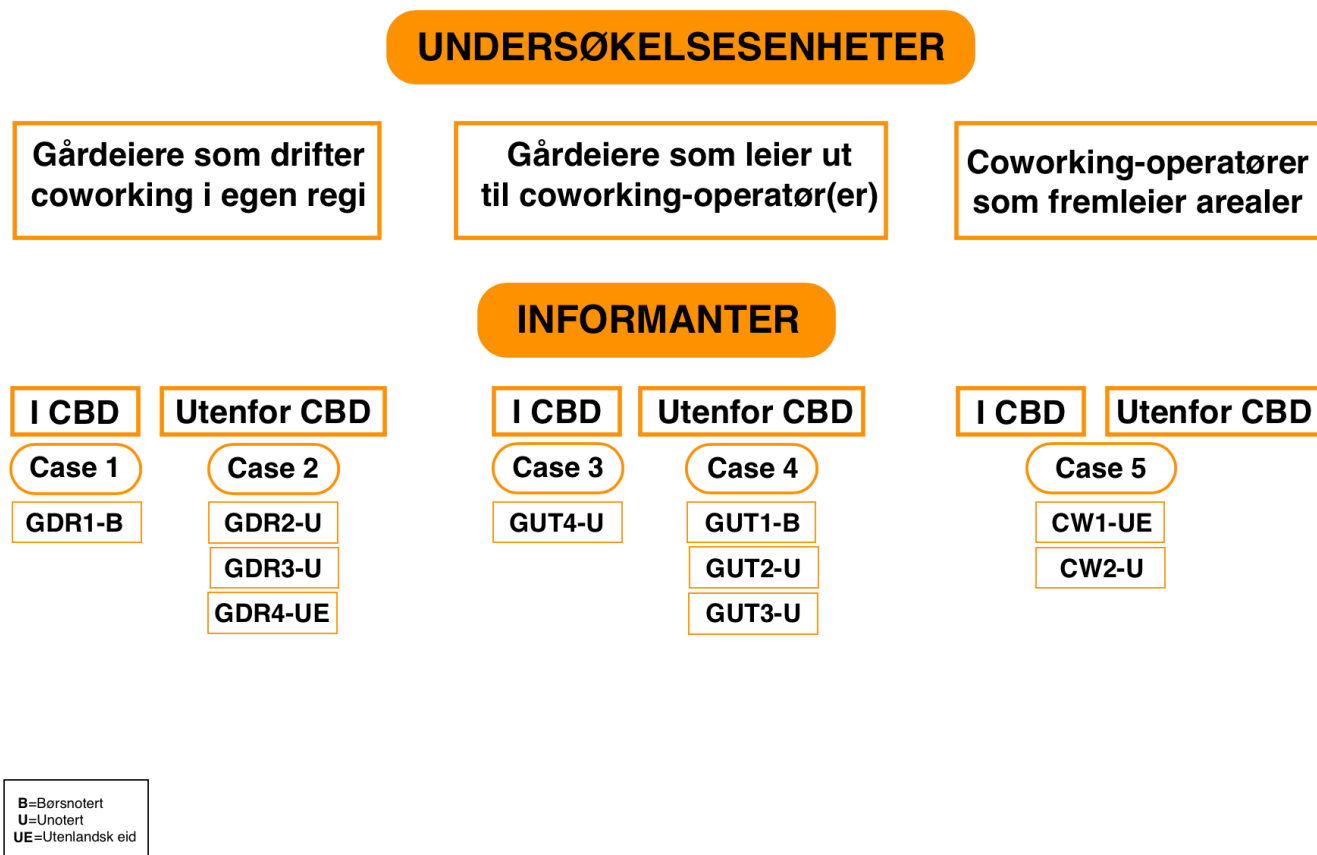 UNDERSØKELSESENHETER
Gårdeiere som drifter
coworking i egen regi
Gårdeiere som leier ut
til coworking-operatør(er)
Coworking-operatører
som fremleier arealer
INFORMANTER
I CBD
Utenfor CBD
Case 1
Case 2
GDR1-B
GDR2-U
GDR3-U
GDR4-UE
I CBD
Utenfor CBD
Case 3
Case 4
GUT4-U
GUT1-B
GUT2-U
GUT3-U
I CBD
Utenfor CBD
Case 5
CW1-UE
CW2-U
B=Børsnotert
U=Unotert
UE=Utenlandsk eid